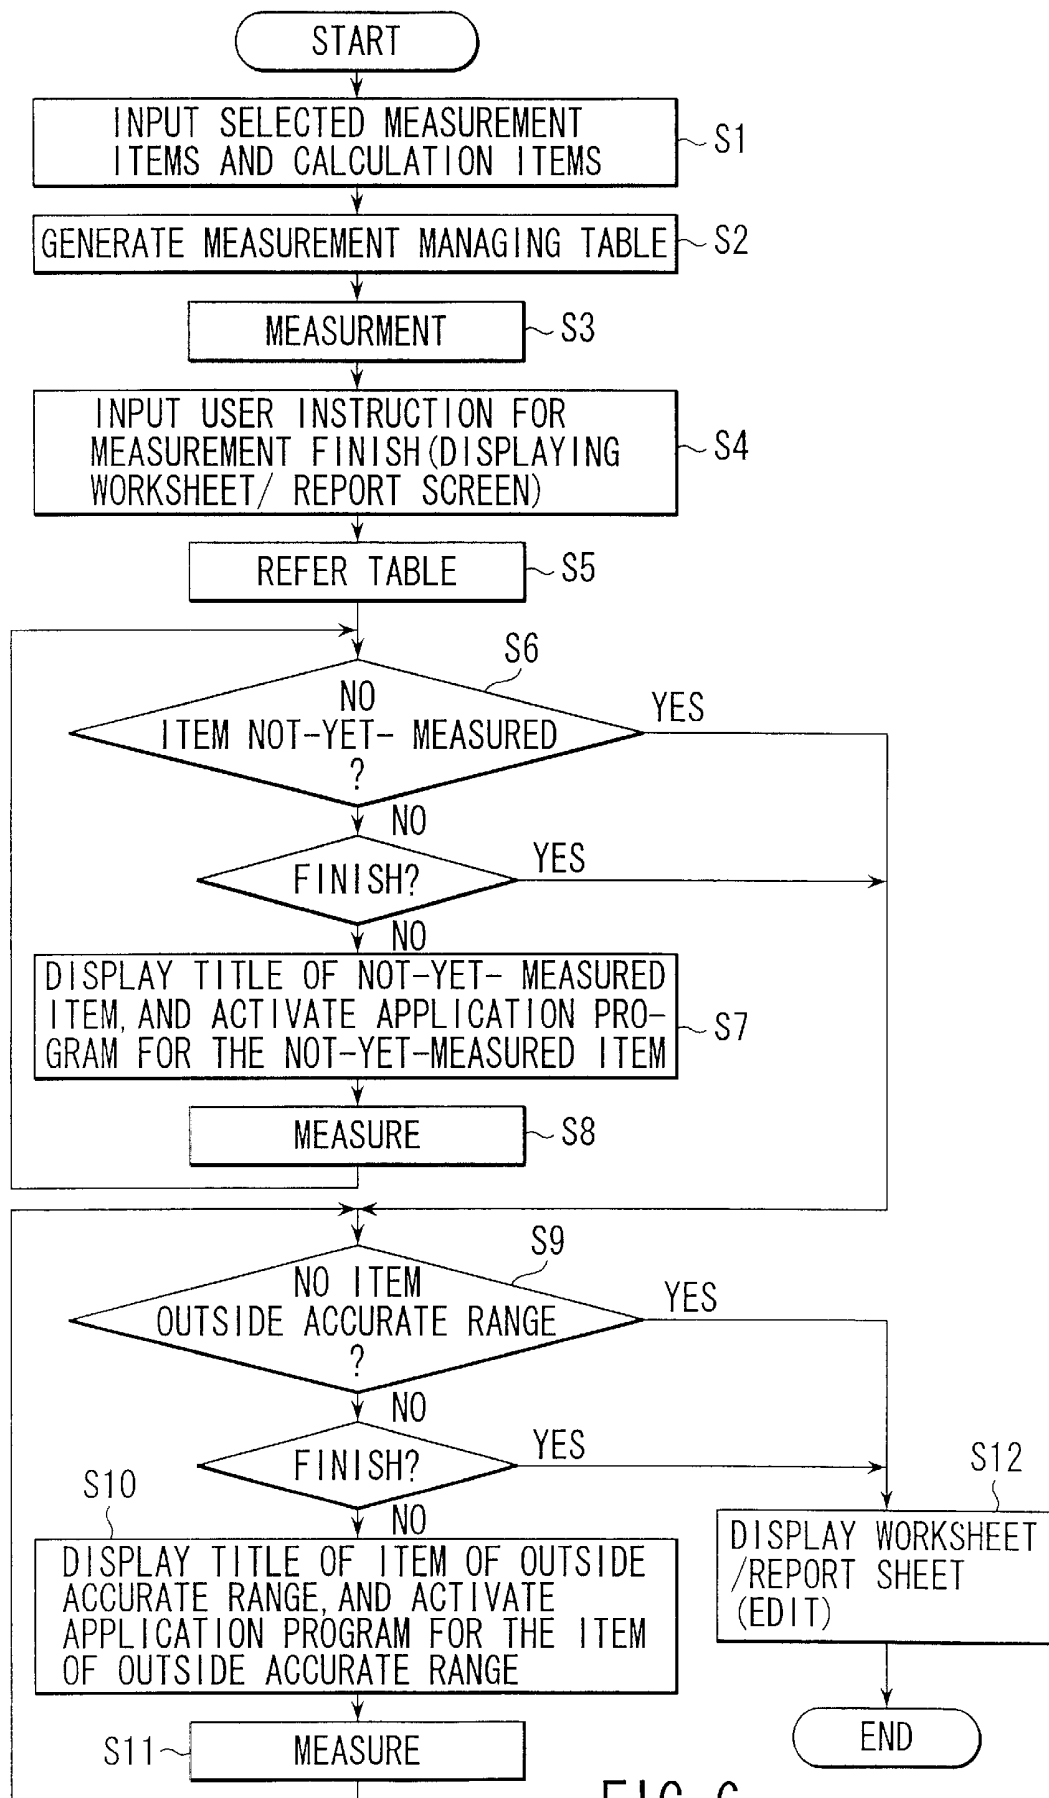 START
INPUT SELECTED MEASUREMENT
ITEMS AND CALCULATION ITEMS
S1
GENERATE MEASUREMENT MANAGING TABLE
S2
MEASURMENT
S3
INPUT USER INSTRUCTION FOR
MEASUREMENT FINISH(DISPLAYING
WORKSHEET/ REPORT SCREEN)
S4
REFER TABLE
S5
S6
NO
ITEM NOT-YET- MEASURED
?
YES
NO
FINISH?
YES
NO
DISPLAY TITLE OF NOT-YET- MEASURED
ITEM, AND ACTIVATE APPLICATION PRO-
GRAM FOR THE NOT-YET-MEASURED ITEM
S7
MEASURE
S8
S9
NO ITEM
OUTSIDE ACCURATE RANGE
?
YES
NO
FINISH?
YES
NO
S10
DISPLAY TITLE OF ITEM OF OUTSIDE
ACCURATE RANGE, AND ACTIVATE
APPLICATION PROGRAM FOR THE ITEM
OF OUTSIDE ACCURATE RANGE
S12
DISPLAY WORKSHEET
/REPORT SHEET
(EDIT)
S11
MEASURE
END